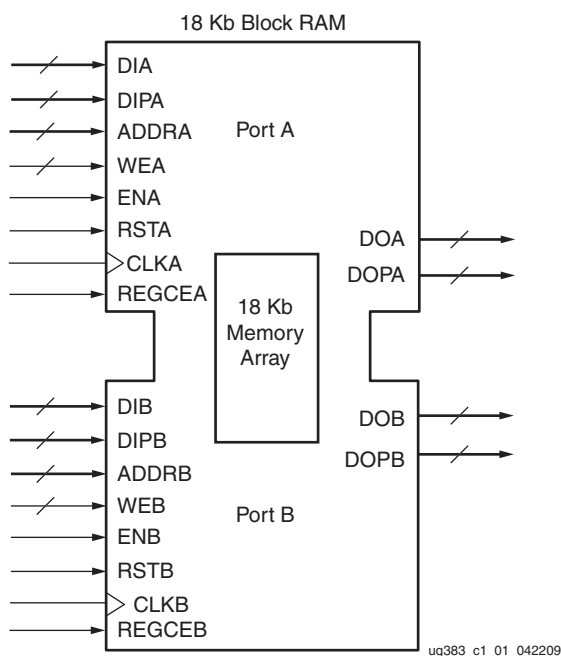 18 Kb Block RAM
DIA
DIPA
ADDRA
WEA
ENA
RSTA
CLKA
REGCEA
Port A
DOA
DOPA
18 Kb
Memory
Array
DIB
DIPB
ADDRB
WEB
ENB
RSTB
CLKB
REGCEB
Port B
DOB
DOPB
ug383_c1_01_042209